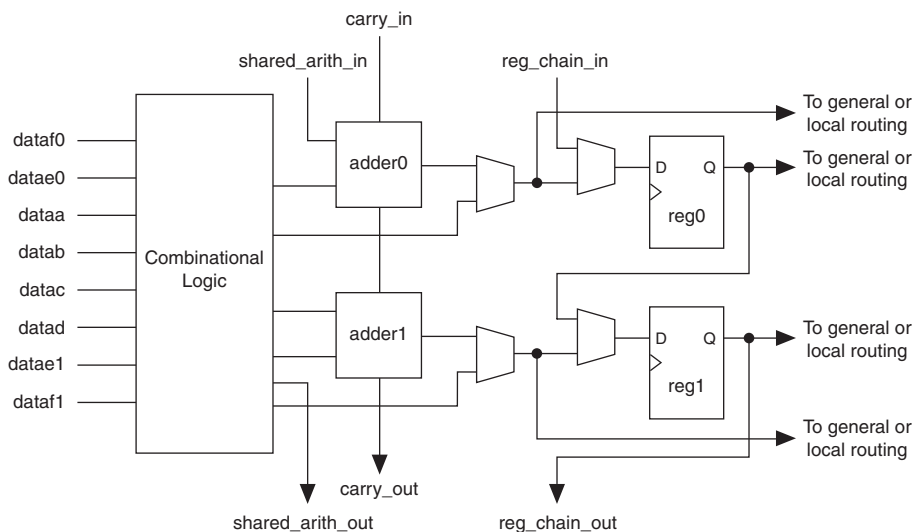 carry_in
shared_arith_in
reg_chain_in
To general or
local routing
dataf0
adder0
D Q
To general or
local routing
datae0
reg0
dataa
datab
Combinational
Logic
datac
datad
adder1
D Q
To general or
local routing
datae1
reg1
dataf1
To general or
local routing
carry_out
shared_arith_out
reg_chain_out